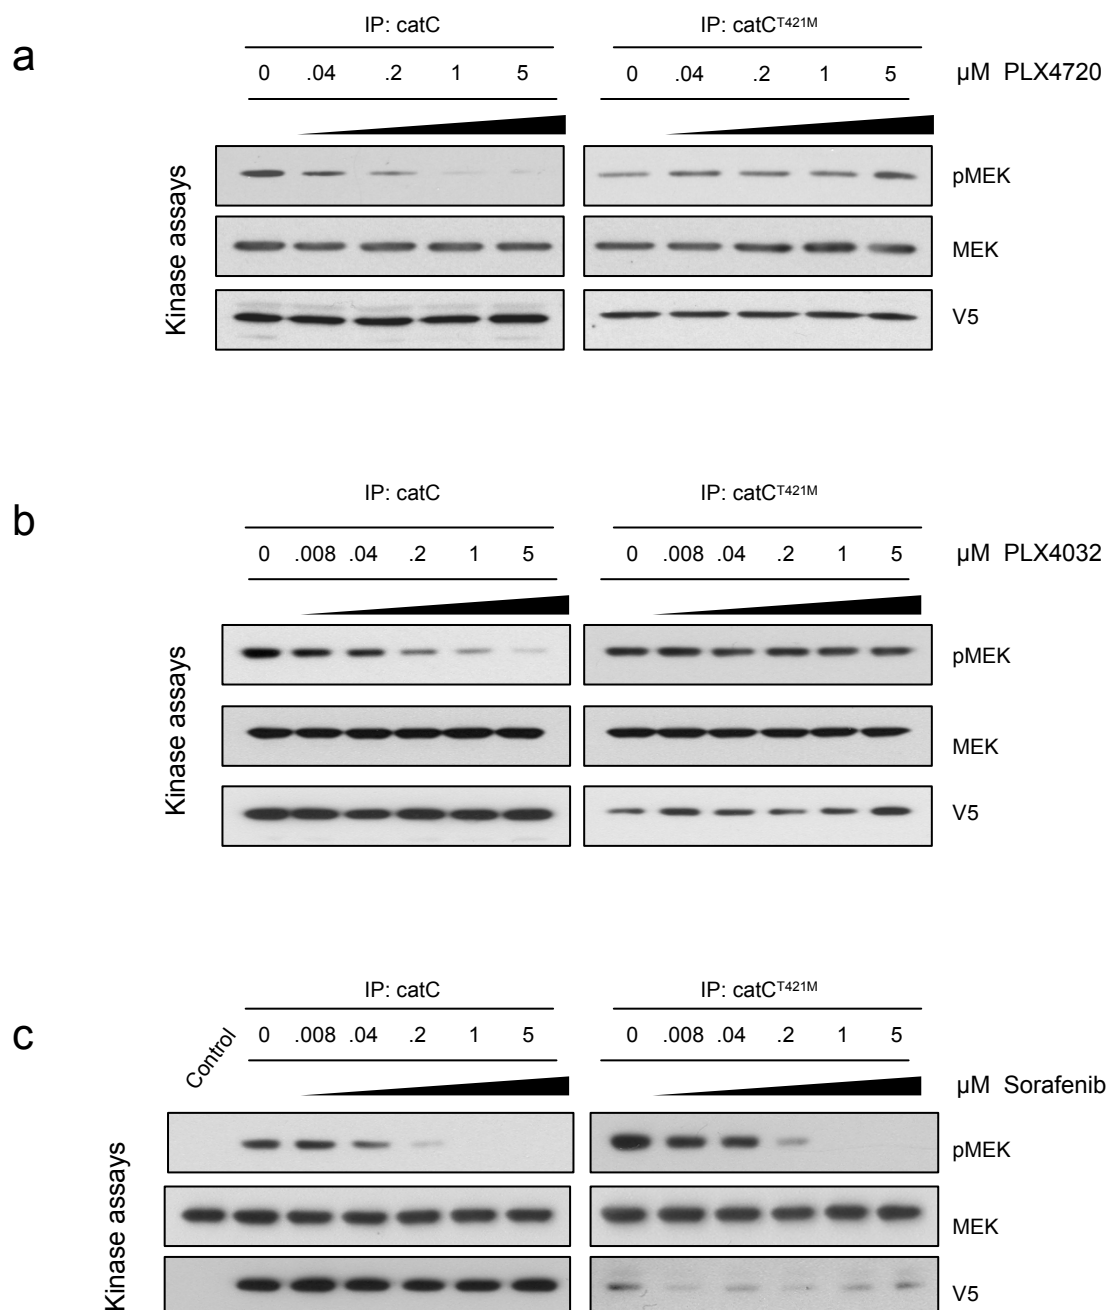 a
IP: catC
IP: catCT421M
0 .04 .2 1 5
0 .04 .2 1 5
µM PLX4720
Kinase assays
pMEK
MEK
V5
b
IP: catC
IP: catCT421M
0 .008 .04 .2 1 5
0 .008 .04 .2 1 5
µM PLX4032
Kinase assays
pMEK
MEK
V5
c
IP: catC
IP: catCT421M
Control
0 .008 .04 .2 1 5
0 .008 .04 .2 1 5
µM Sorafenib
Kinase assays
pMEK
MEK
V5